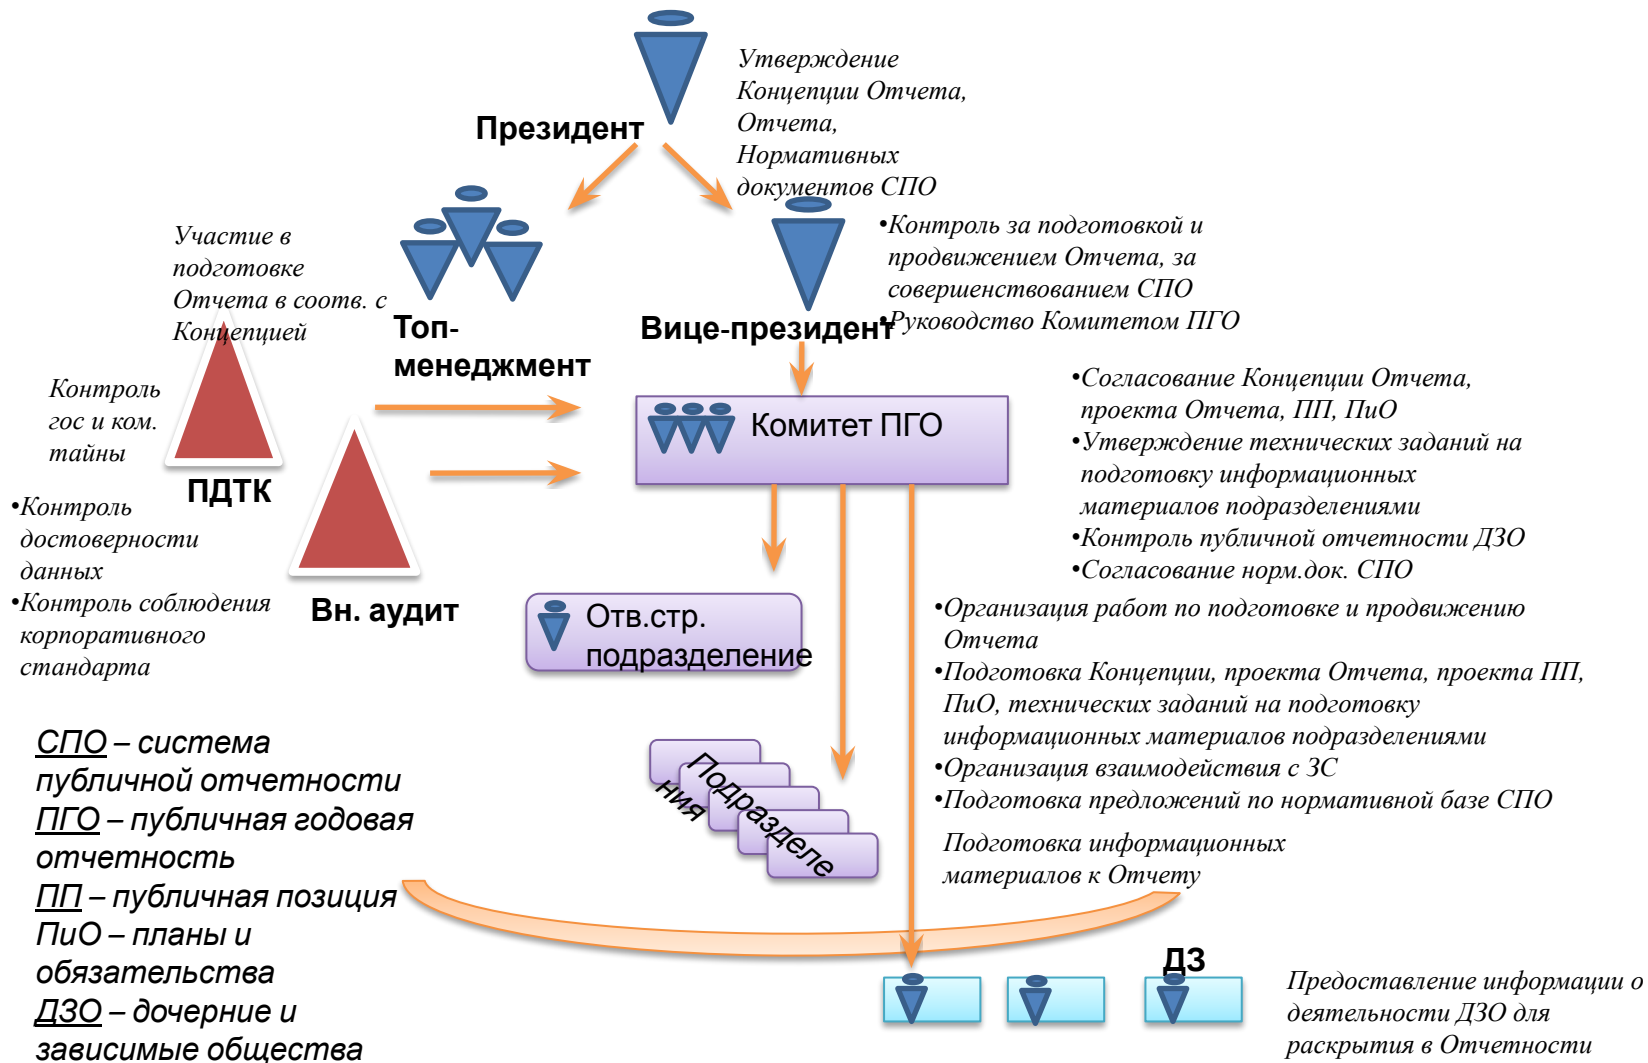 Утверждение
Концепции Отчета,
Отчета,
Нормативных
документов СПО
Президент
•Контроль за подготовкой и
продвижением Отчета, за
совершенствованием СПО
•Руководство Комитетом ПГО
Участие в
подготовке
Отчета в соотв. с
Концепцией
Топ-
менеджмент
Вице-президент
Контроль
гос и ком.
тайны
ПДТК
Комитет ПГО
•Согласование Концепции Отчета,
проекта Отчета, ПП, ПиО
•Утверждение технических заданий на
подготовку информационных
материалов подразделениями
•Контроль публичной отчетности ДЗО
•Согласование норм.док. СПО
•Контроль
достоверности
данных
•Контроль соблюдения
корпоративного
стандарта
Вн. аудит
Отв.стр.
подразделение
•Организация работ по подготовке и продвижению
Отчета
•Подготовка Концепции, проекта Отчета, проекта ПП,
ПиО, технических заданий на подготовку
информационных материалов подразделениями
•Организация взаимодействия с ЗС
•Подготовка предложений по нормативной базе СПО
Подразделе
ния
Подготовка информационных
материалов к Отчету
СПО – система
публичной отчетности
ПГО – публичная годовая
отчетность
ПП – публичная позиция
ПиО – планы и
обязательства
ДЗО – дочерние и
зависимые общества
ДЗ
Предоставление информации о
деятельности ДЗО для
раскрытия в Отчетности